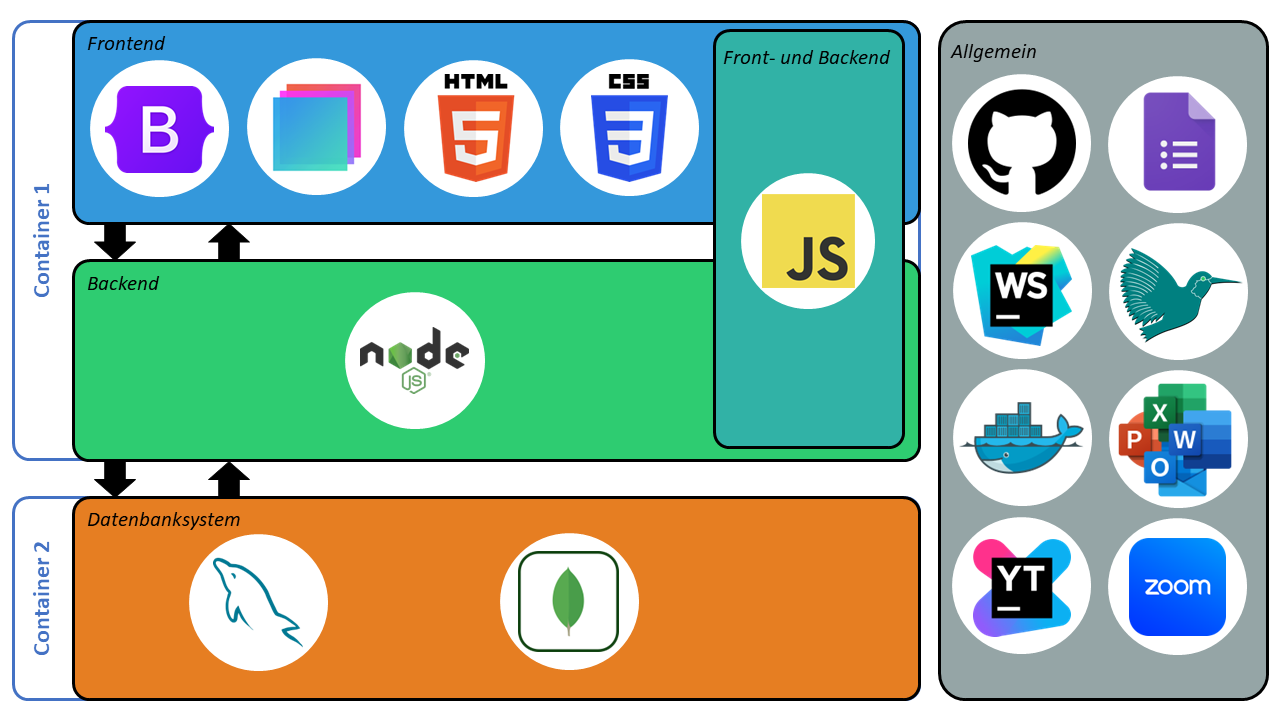 Container 1
Frontend
B
HTML
5
CSS
3
Front- und Backend
JS
Backend
node
JS
Container 2
Datenbanksystem
Allgemein
WS
X
P
W
O
YT
zoom